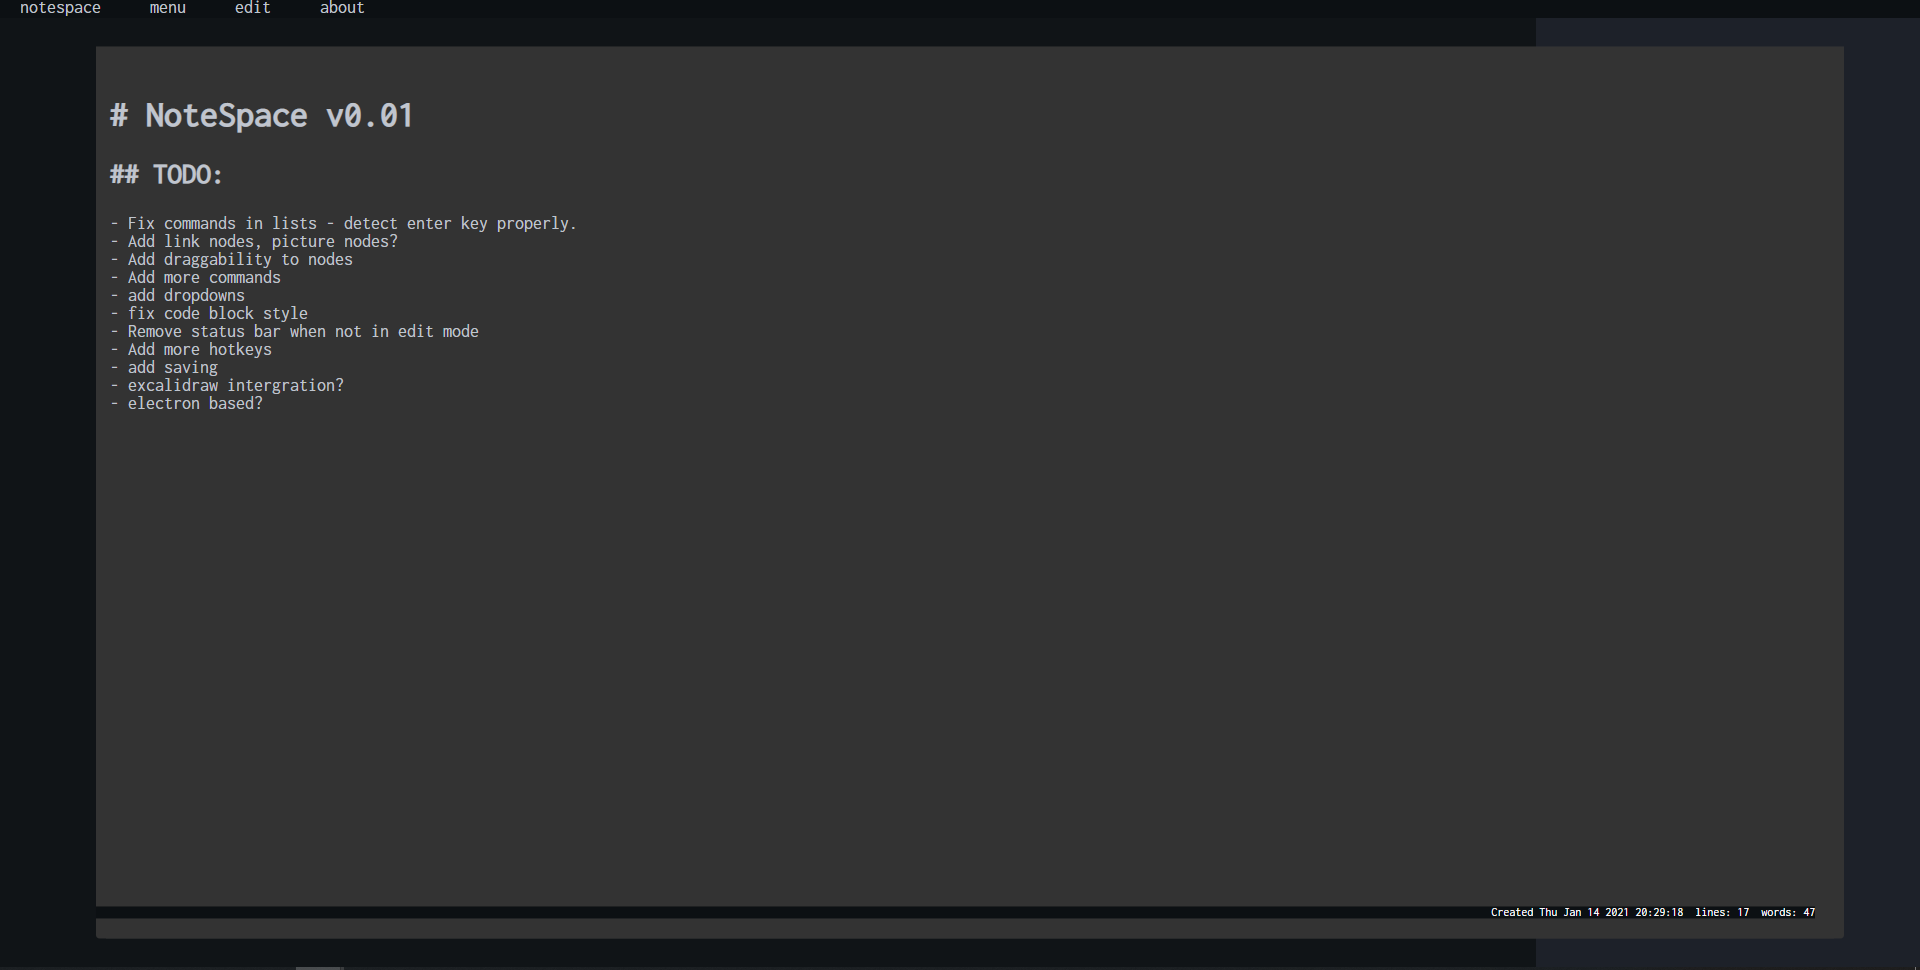 notespace menu edit about
# NoteSpace v0.01
## TODO:
- Fix commands in lists - detect enter key properly.
- Add link nodes, picture nodes?
- Add draggability to nodes
- Add more commands
- add dropdowns
- fix code block style
- Remove status bar when not in edit mode
- Add more hotkeys
- add saving
- excalidraw intergration?
- electron based?
Created Thu Jan 14 2021 20:29:18 lines: 17 words: 47